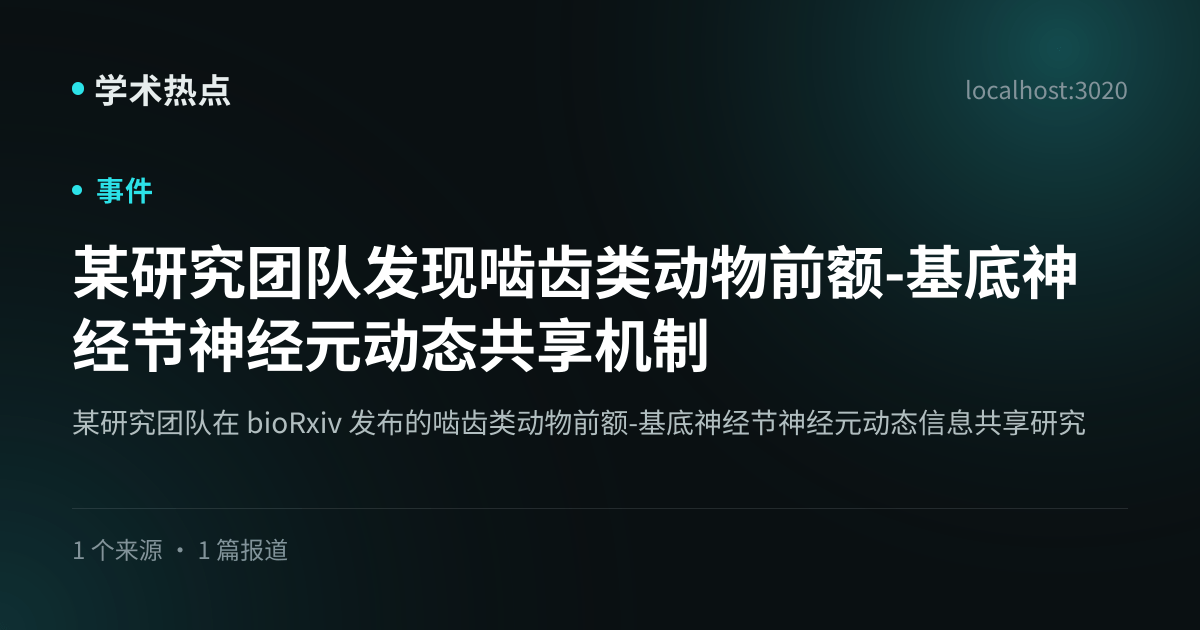 学术热点
localhost:3020
事件
某研究团队发现啮齿类动物前额-基底神
经节神经元动态共享机制
某研究团队在 bioRxiv 发布的啮齿类动物前额-基底神经节神经元动态信息共享研究
1 个来源 • 1 篇报道